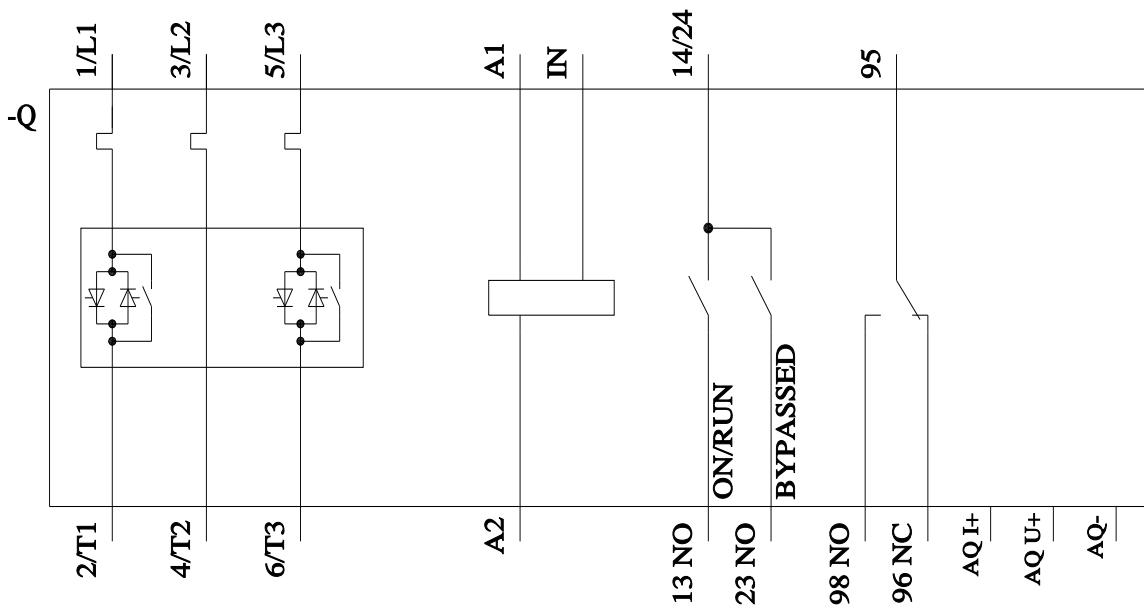 1/L1
3/L2
5/L3
A1
IN
14/24
95
-Q
ON/RUN
BYPASSED
2/T1
4/T2
6/T3
A2
13 NO
23 NO
98 NO
96 NC
AQ I+
AQ U+
AQ-